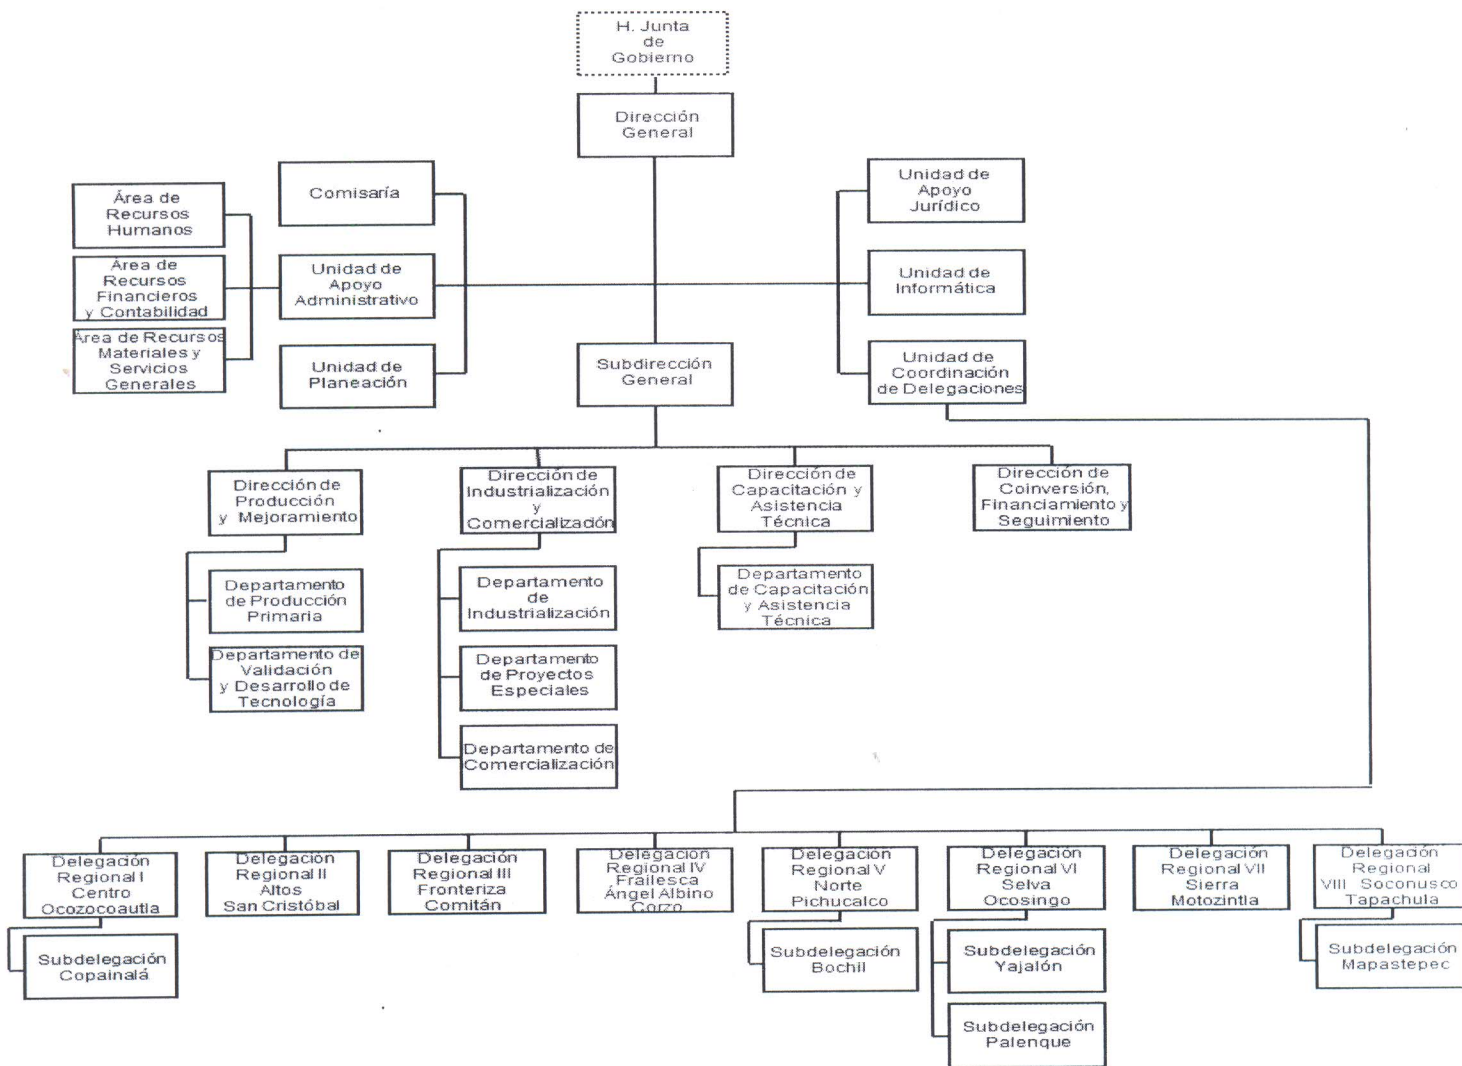 H. Junta
de
Gobierno
Dirección
General
Comisaría
Unidad de
Apoyo
Jurídico
Área de
Recursos
Humanos
Área de
Recursos
Financieros
y Contabilidad
Unidad de
Apoyo
Administrativo
Unidad de
Informática
Área de Recursos
Materiales y
Servicios
Generales
Unidad de
Planeación
Subdirección
General
Unidad de
Coordinación
de Delegaciones
Dirección de
Producción
y Mejoramiento
Dirección de
Industrialización
y
Comercialización
Dirección de
Capacitación y
Asistencia
Técnica
Dirección de
Coinversión,
Financiamiento y
Seguimiento
Departamento
de Producción
Primaria
Departamento
de
Industrialización
Departamento
de Capacitación
y Asistencia
Técnica
Departamento de
Validación
y Desarrollo de
Tecnología
Departamento
de Proyectos
Especiales
Departamento de
Comercialización
Delegación
Regional I
Centro
Ocozocoautla
Delegación
Regional II
Altos
San Cristóbal
Delegación
Regional III
Fronteriza
Comitán
Delegación
Regional IV
Frailesca
Ángel Albino
Corzo
Delegación
Regional V
Norte
Pichucalco
Delegación
Regional VI
Selva
Ocosingo
Delegación
Regional VII
Sierra
Motozintla
Delegación
Regional
VIII Soconusco
Tapachula
Subdelegación
Copainalá
Subdelegación
Bochil
Subdelegación
Yajalón
Subdelegación
Mapastepec
Subdelegación
Palenque